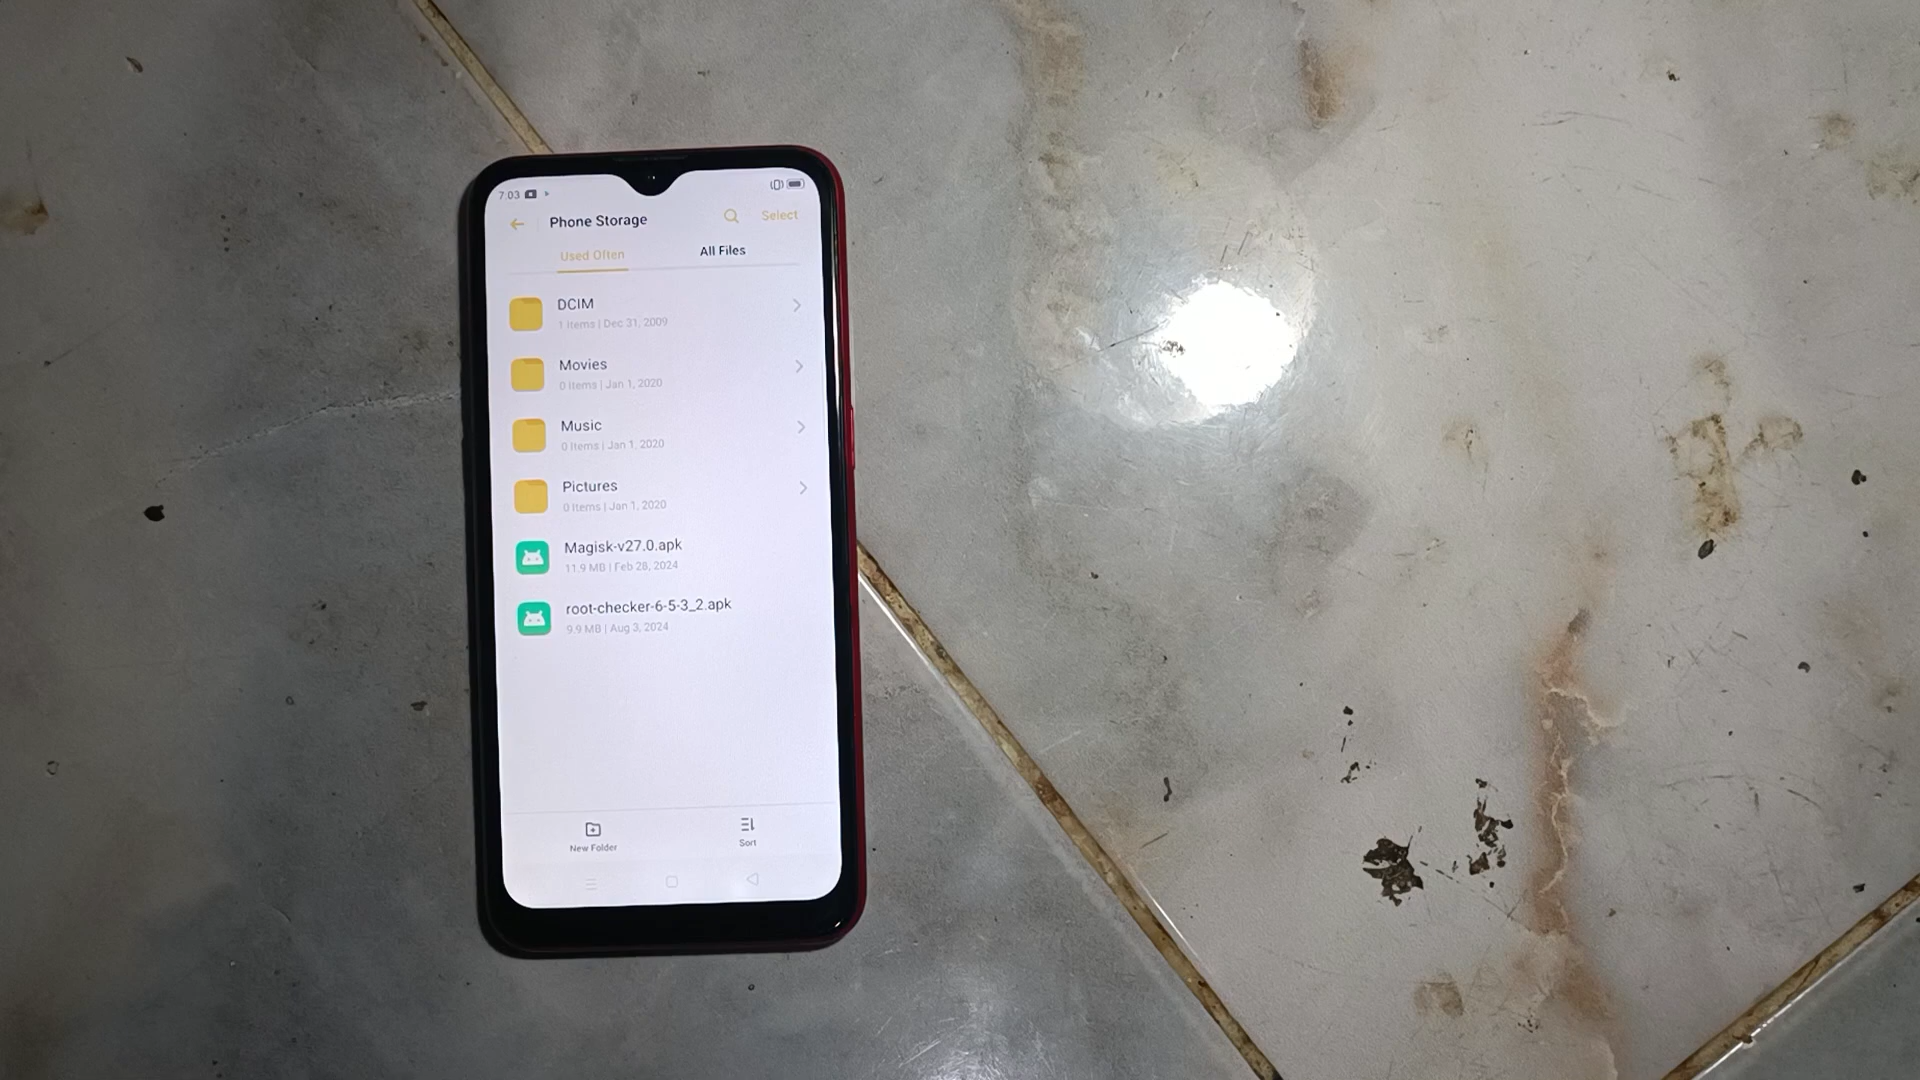 7.03
Phone Storage
Select
Used Often
All Files
DCIM
1 Items | Dec 31, 2009
Movies
0 Items | Jan 1, 2020
Music
0 Items | Jan 1, 2020
Pictures
0 Items | Jan 1, 2020
Magisk-v27.0.apk
11.9 MB | Feb 28, 2024
root-checker-6-5-3_2.apk
9.9 MB | Aug 3, 2024
New Folder
Sort